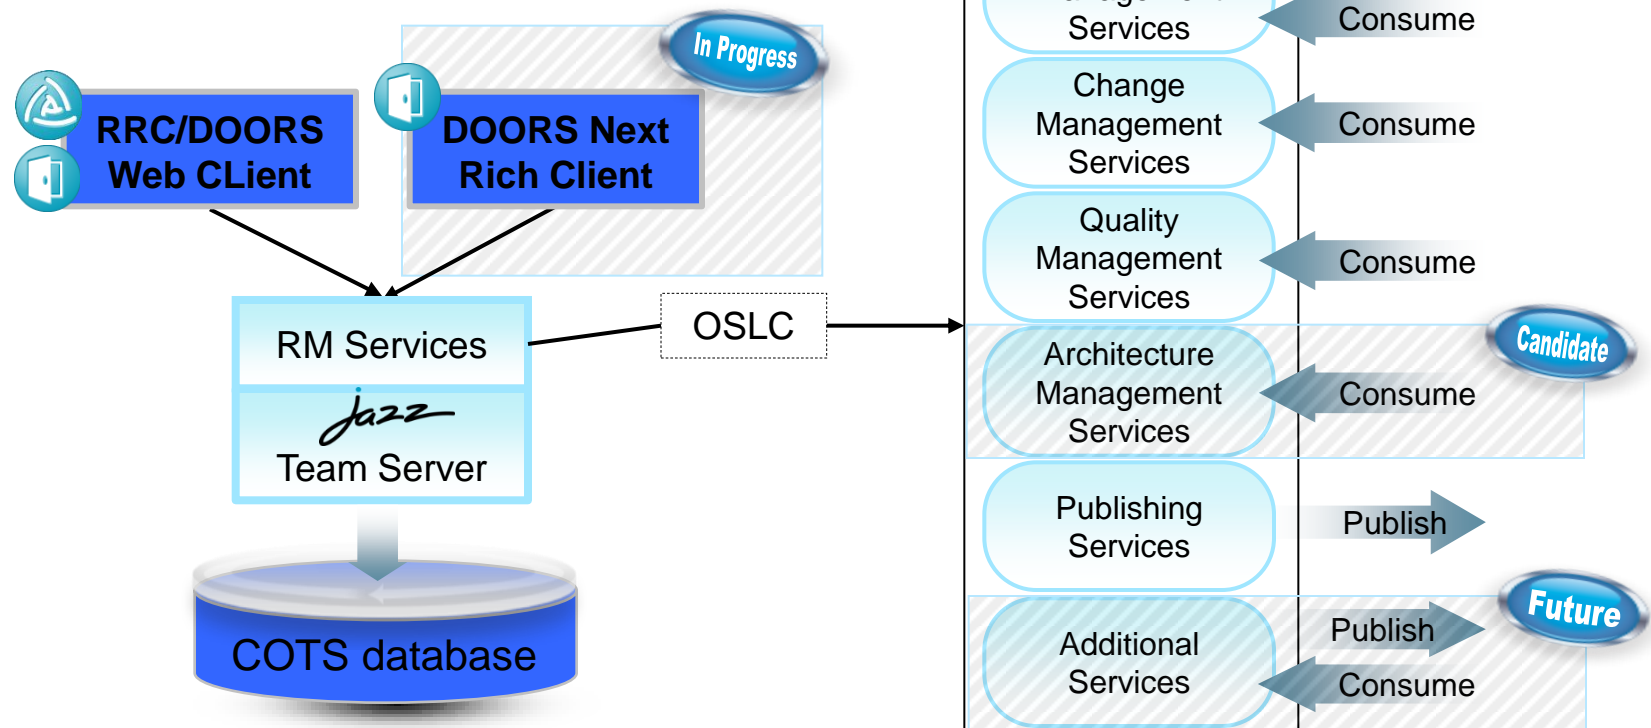 In Progress
RRC/DOORS
Web CLient
DOORS Next
Rich Client
RM Services
jazz
Team Server
COTS database
OSLC
Services
Consume
Change
Management
Services
Consume
Quality
Management
Services
Consume
Candidate
Architecture
Management
Services
Consume
Publishing
Services
Publish
Future
Additional
Services
Publish
Consume